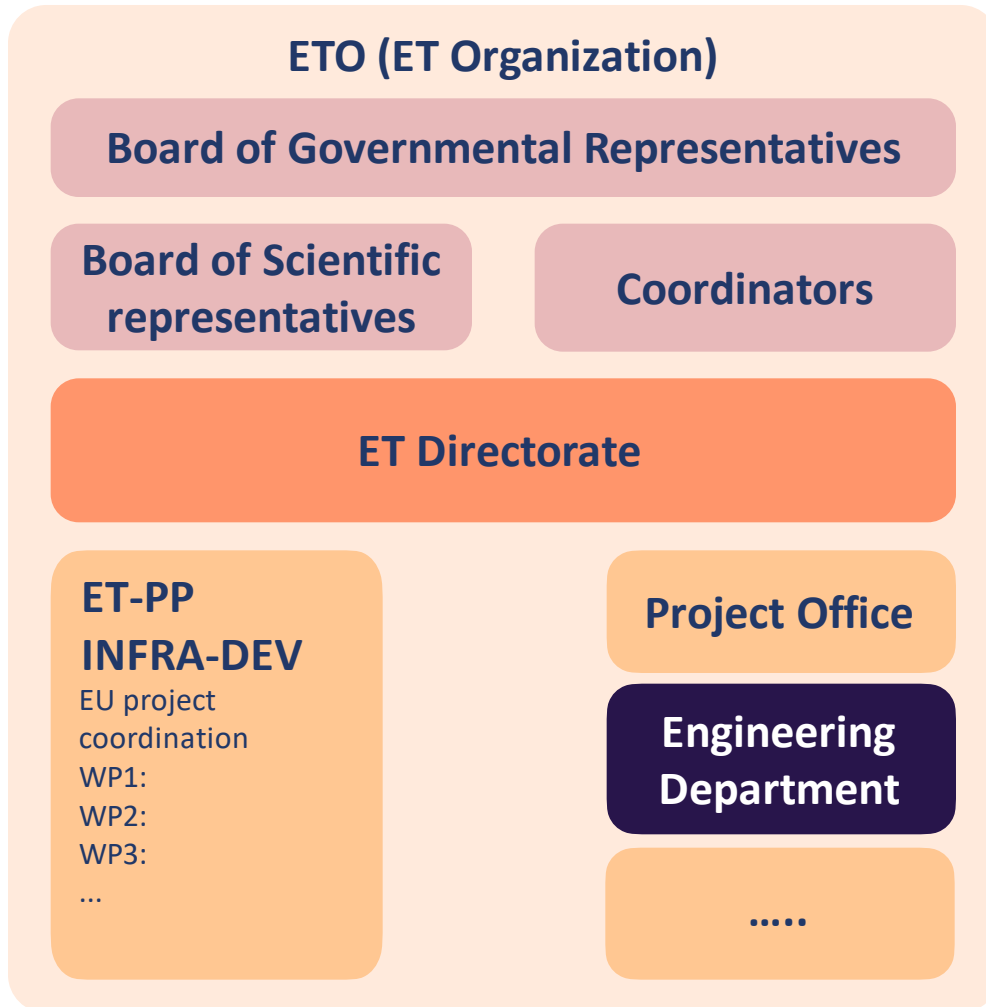 ETO (ET Organization)
Board of Governmental Representatives
Board of Scientific
representatives
Coordinators
ET Directorate
ET-PP
INFRA-DEV
EU project
coordination
WP1:
WP2:
WP3:
...
Project Office
Engineering
Department
.....